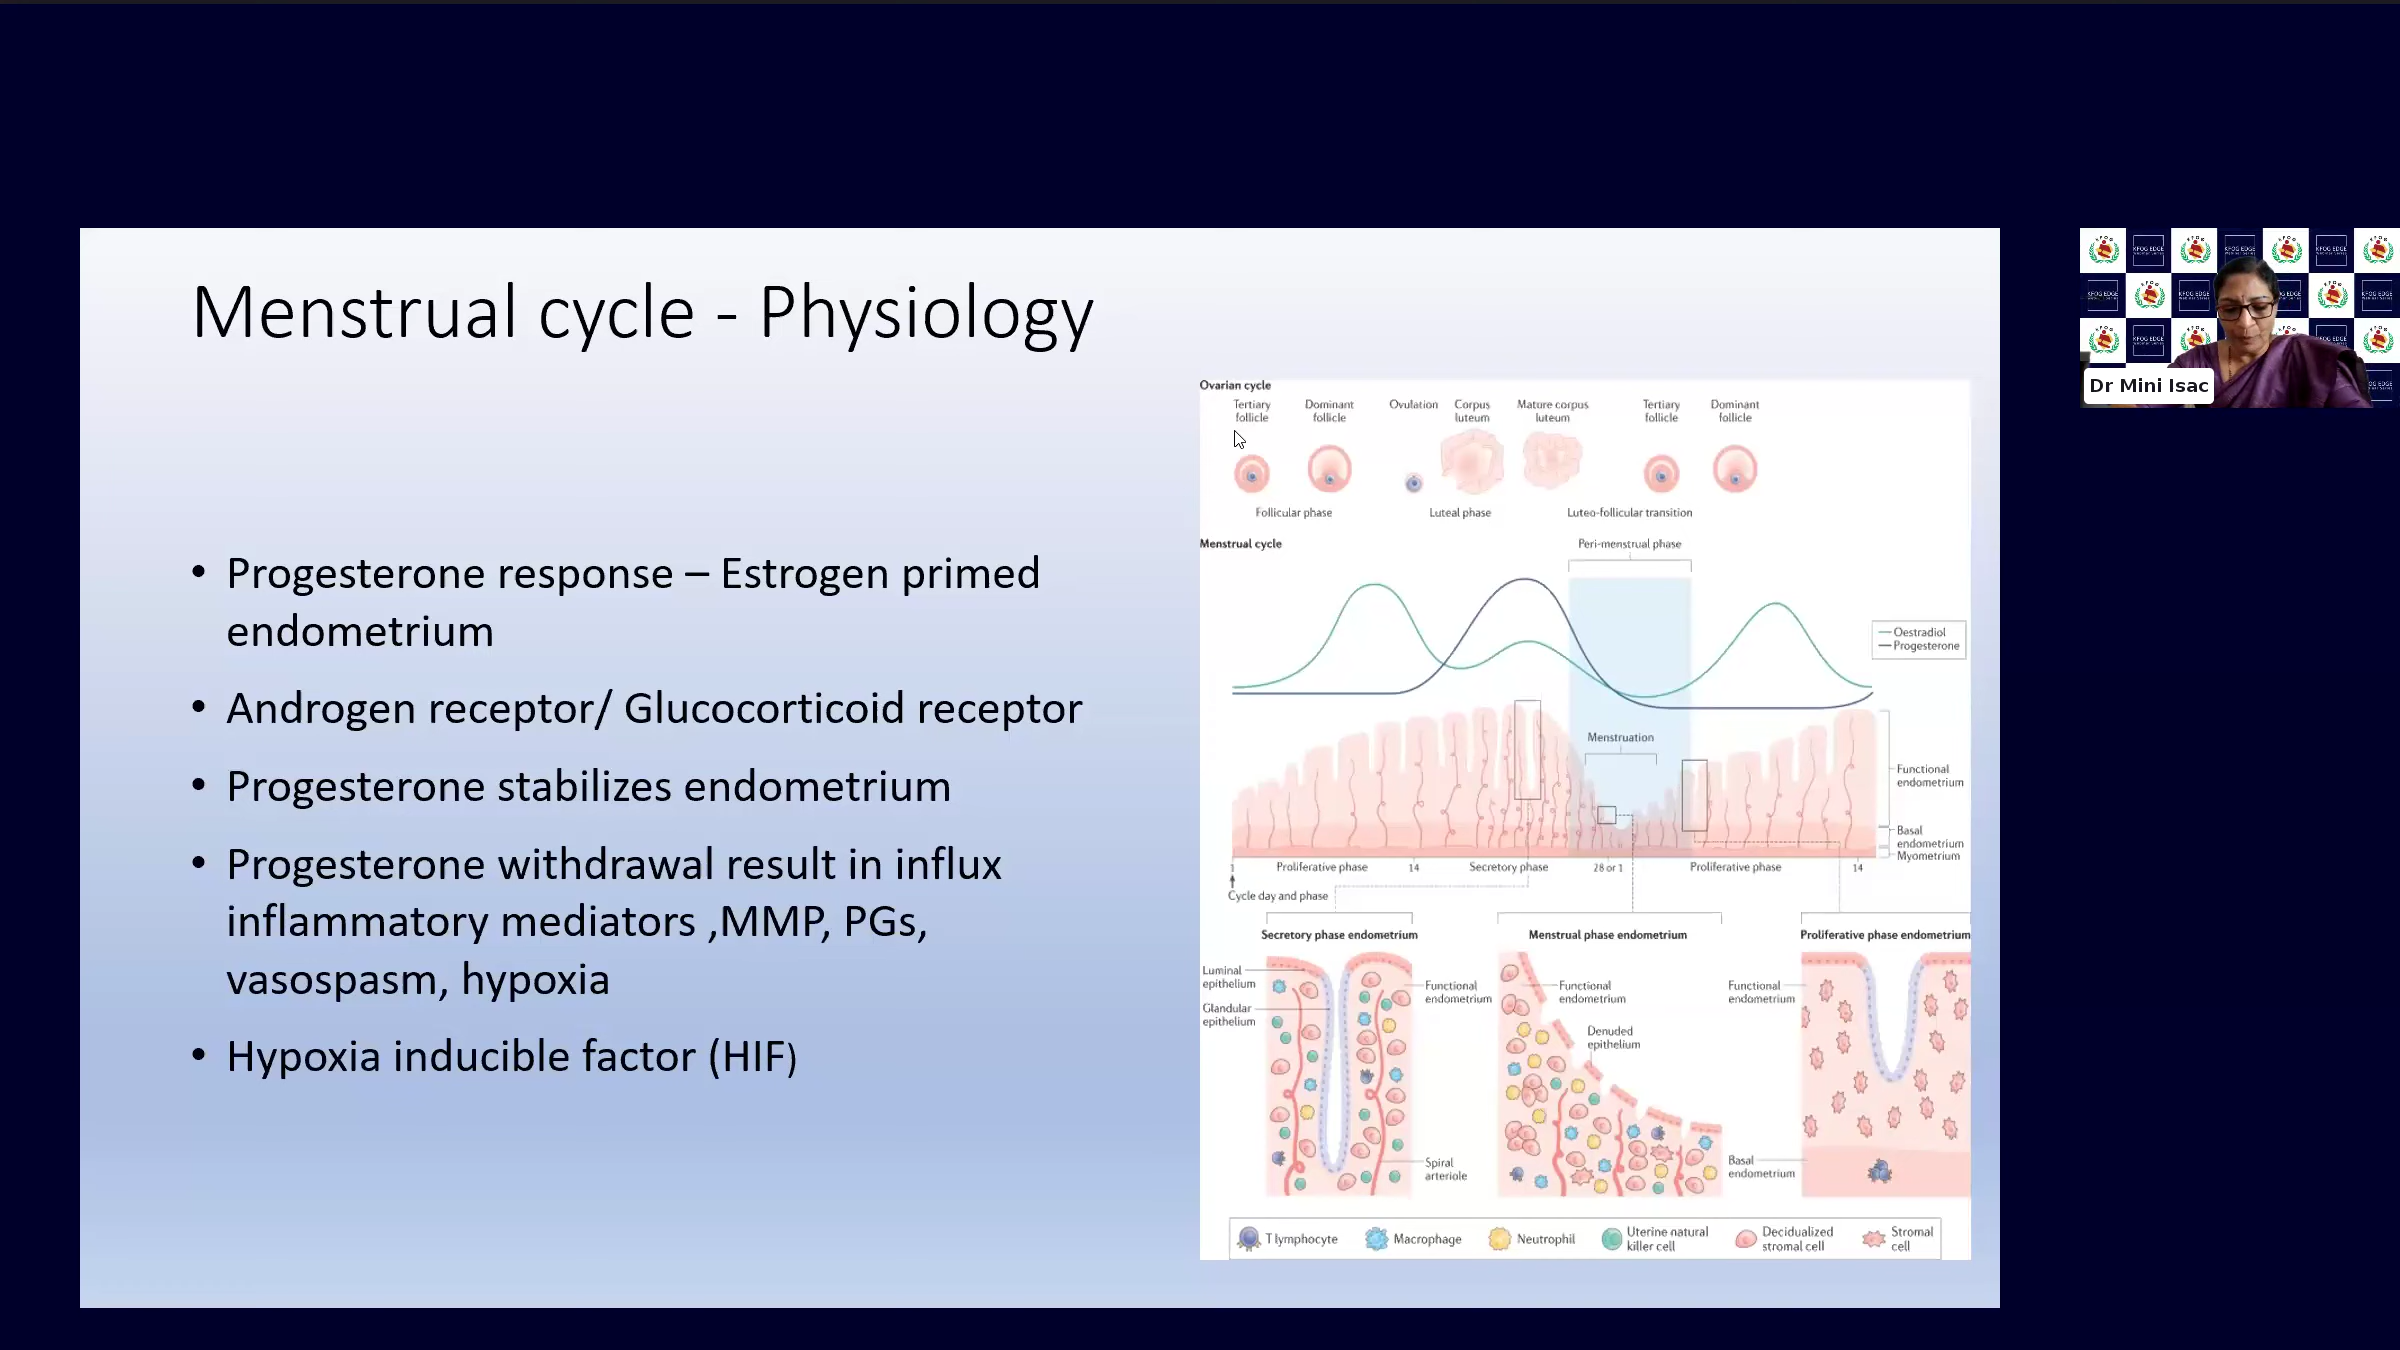 Menstrual cycle - Physiology
• Progesterone response – Estrogen primed
endometrium
• Androgen receptor/ Glucocorticoid receptor
• Progesterone stabilizes endometrium
• Progesterone withdrawal result in influx
inflammatory mediators ,MMP, PGs,
vasospasm, hypoxia
• Hypoxia inducible factor (HIF)
Ovarian cycle
Tertiary
follicle
Dominant
follicle
Ovulation
Corpus
luteum
Mature corpus
luteum
Tertiary
follicle
Dominant
follicle
Follicular phase
Luteal phase
Luteo-follicular transition
Menstrual cycle
Peri-menstrual phase
Oestradiol
Progesterone
Menstruation
Functional
endometrium
Basal
endometrium
Myometrium
1
Proliferative phase
14
Secretory phase
28 or 1
Proliferative phase
14
Cycle day and phase
Secretory phase endometrium
Menstrual phase endometrium
Proliferative phase endometrium
Luminal
epithelium
Glandular
epithelium
Functional
endometrium
Spiral
arteriole
Functional
endometrium
Denuded
epithelium
Functional
endometrium
Basal
endometrium
T lymphocyte
Macrophage
Neutrophil
Uterine natural
killer cell
Decidualized
stromal cell
Stromal
cell
KFOG EDGE
Dr Mini Isac